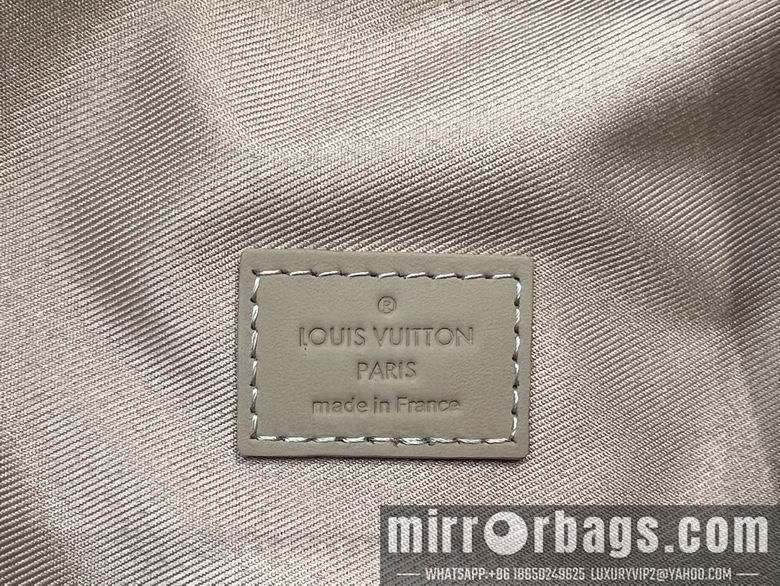 ®
LOUIS VUITTON
PARIS
made in France
mirrorbags.com
WHATSAPP:+86 18650249625 LUXURYVIP2@YAHOO.COM